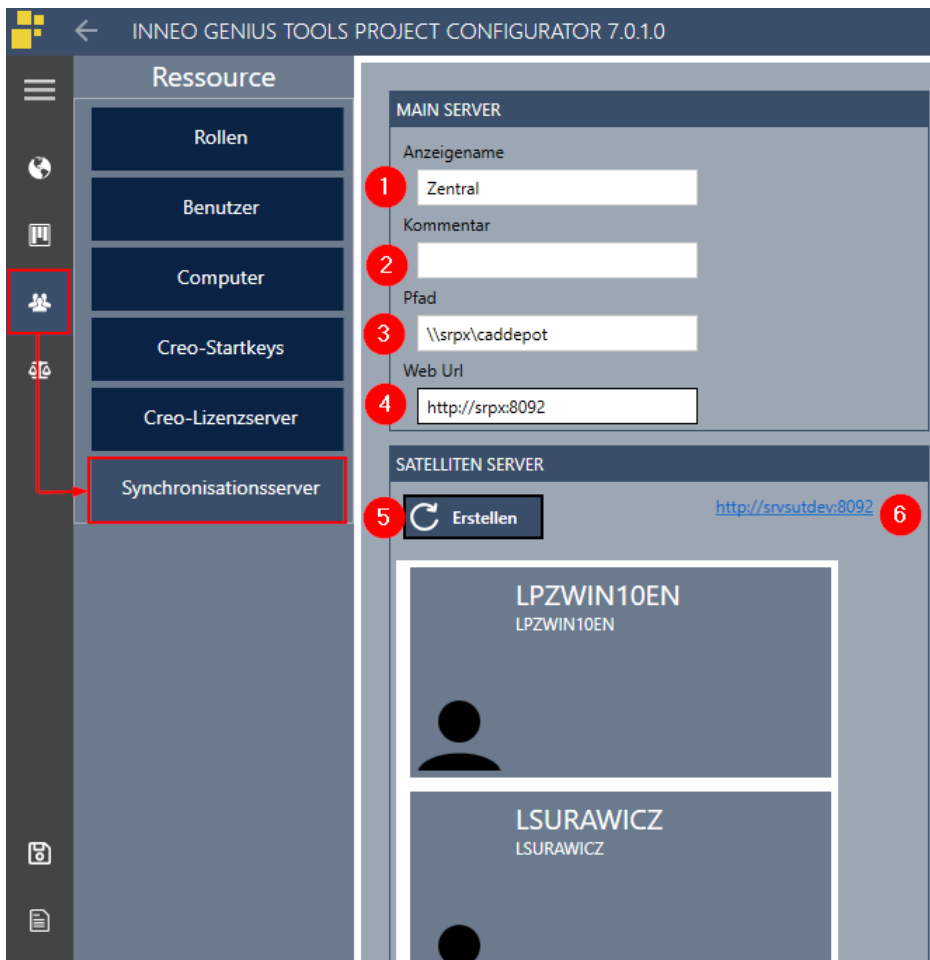 INNEO GENIUS TOOLS PROJECT CONFIGURATOR 7.0.1.0
Ressource
Rollen
Benutzer
Computer
Creo-Startkeys
Creo-Lizenzserver
Synchronisationsserver
MAIN SERVER
Anzeigename
1 Zentral
Kommentar
2
Pfad
3 \\srpx\caddepot
Web Url
4 http://srpx:8092
SATELLITEN SERVER
5 Erstellen
http://srvsutdev:8092 6
LPZWIN10EN
LPZWIN10EN
LSURAWICZ
LSURAWICZ